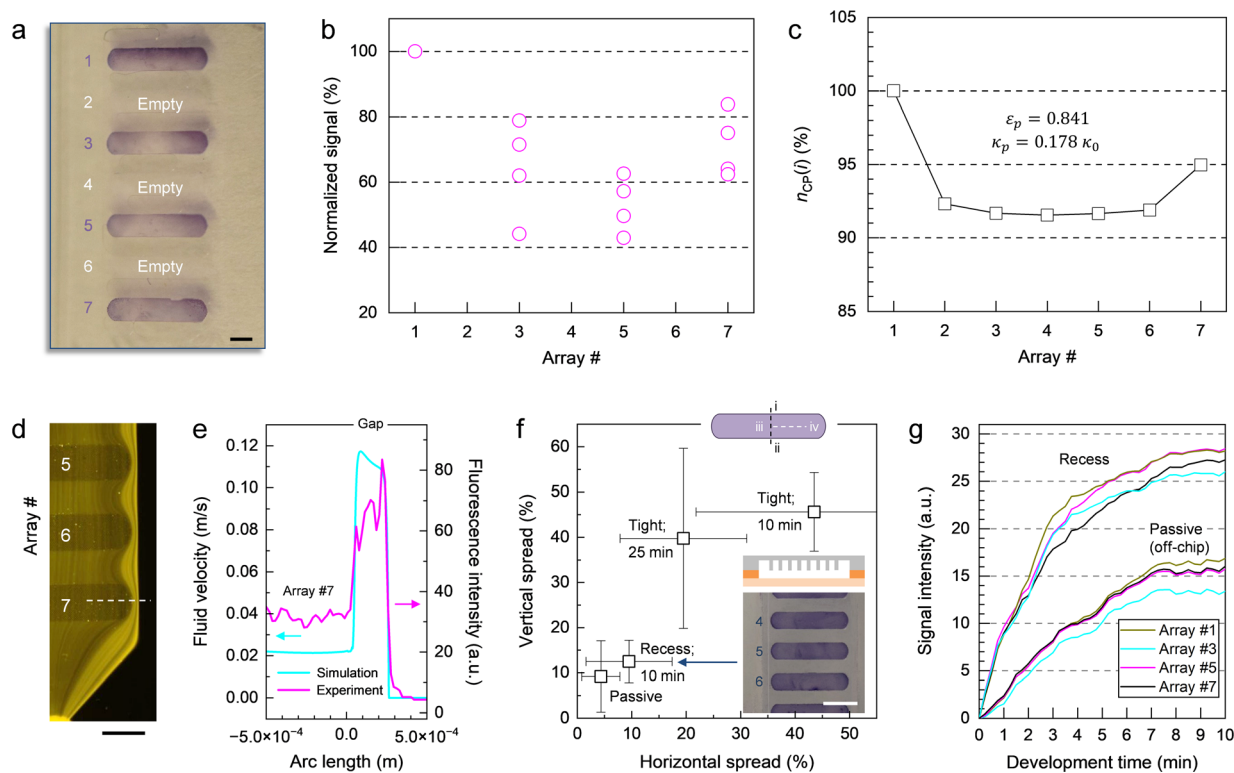 a
1
2
Empty
3
4
Empty
5
6
Empty
7
b
Normalized signal (%)
100
80
60
40
20
1 2 3 4 5 6 7
Array #
c
n_CP(i) (%)
105
100
95
90
85
ε_p = 0.841
κ_p = 0.178 κ_0
1 2 3 4 5 6 7
Array #
d
Array #
5
6
7
e
Gap
Fluid velocity (m/s)
0.12
0.10
0.08
0.06
0.04
0.02
0.00
Fluorescence intensity (a.u.)
80
60
40
20
0
Array #7
Simulation
Experiment
−5.0×10⁻⁴ 0.0 5.0×10⁻⁴
Arc length (m)
f
i
iii iv
ii
Vertical spread (%)
65
60
55
50
45
40
35
30
25
20
15
10
5
0
Tight;
25 min
Tight;
10 min
Recess;
10 min
Passive
4
5
6
0 10 20 30 40 50
Horizontal spread (%)
g
Signal intensity (a.u.)
30
25
20
15
10
5
0
Recess
Passive
(off-chip)
Array #1
Array #3
Array #5
Array #7
0 1 2 3 4 5 6 7 8 9 10
Development time (min)